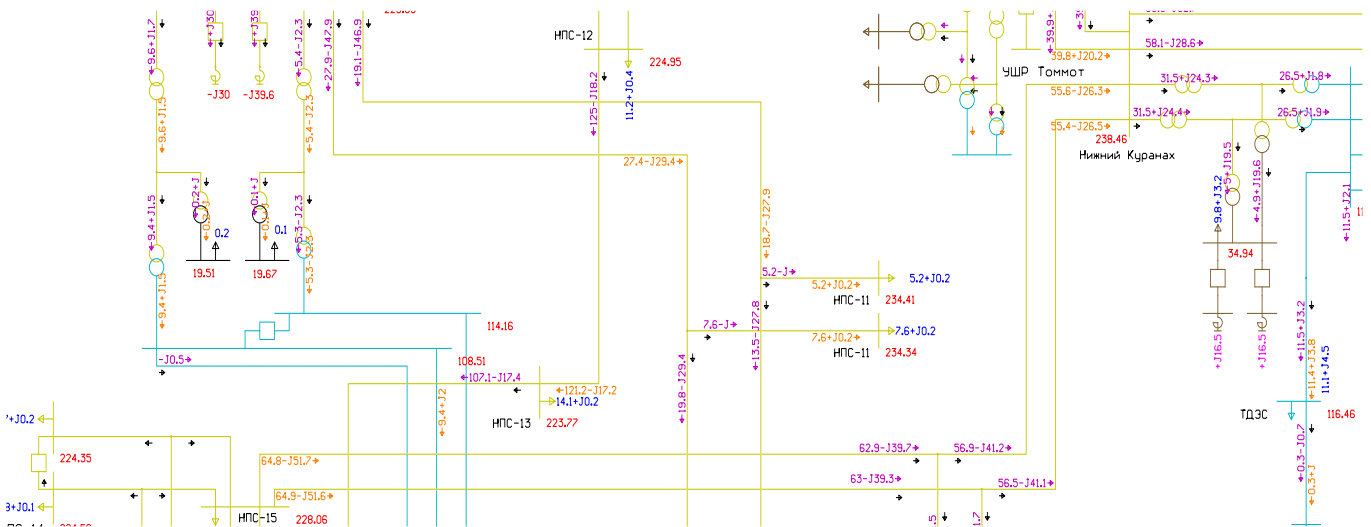 НПС-12
224.95
-J30
-J39.6
УШР Томмот
39.8+J20.2
58.1-J28.6
55.6-J26.3
31.5+J24.3
26.5+J1.8
55.4-J26.5
31.5+J24.4
26.5+J1.9
238.46
Нижний Куранах
9.6+J1.7
5.4-J2.3
27.9-J47.9
19.1-J46.9
125-J18.2
11.2+J0.4
9.6+J1.5
5.4-J2.3
27.4-J29.4
0.2+J
0.1+J
9.4+J1.5
5.3-J2.3
0.2
0.1
19.51
19.67
9.4+J1.5
5.3-J2.3
18.7-J27.9
4.9+J19.6
9.8+J3.2
11.5+J2.1
34.94
5.2-J
5.2+J0.2
5.2+J0.2
НПС-11
234.41
7.6-J
7.6+J0.2
7.6+J0.2
НПС-11
234.34
13.5-J27.8
19.8-J29.4
114.16
108.51
-J0.5
107.1-J17.4
121.2-J17.2
14.1+J0.2
НПС-13
223.77
9.4+J2
+J16.5
+J16.5
11.5+J3.2
11.4+J3.8
11.1+J4.5
ТДЭС
116.46
0.3-J0.7
0.3+J
+J0.2
224.35
64.8-J51.7
62.9-J39.7
56.9-J41.2
64.9-J51.6
63-J39.3
56.5-J41.1
+J0.1
НПС-15
228.06